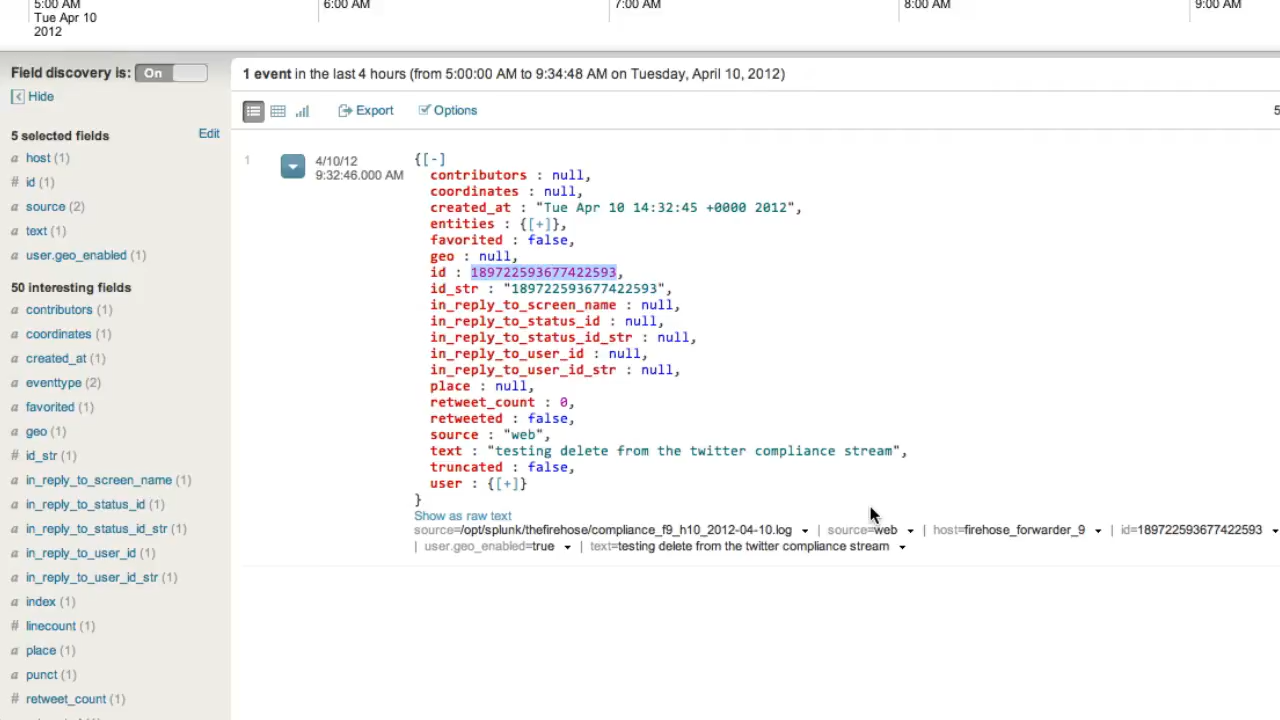 5:00 AM 6:00 AM 7:00 AM 8:00 AM 9:00 AM
Tue Apr 10
2012
Field discovery is: On
Hide
5 selected fields Edit
a host (1)
# id (1)
a source (2)
a text (1)
a user.geo_enabled (1)
50 interesting fields
a contributors (1)
a coordinates (1)
a created_at (1)
a eventtype (2)
a favorited (1)
a geo (1)
# id_str (1)
a in_reply_to_screen_name (1)
a in_reply_to_status_id (1)
a in_reply_to_status_id_str (1)
a in_reply_to_user_id (1)
a in_reply_to_user_id_str (1)
a index (1)
# linecount (1)
a place (1)
a punct (1)
# retweet_count (1)
1 event in the last 4 hours (from 5:00:00 AM to 9:34:48 AM on Tuesday, April 10, 2012)
Export Options 5
1 4/10/12
9:32:46.000 AM
{[-]
contributors : null,
coordinates : null,
created_at : "Tue Apr 10 14:32:45 +0000 2012",
entities : {[+]},
favorited : false,
geo : null,
id : 189722593677422593,
id_str : "189722593677422593",
in_reply_to_screen_name : null,
in_reply_to_status_id : null,
in_reply_to_status_id_str : null,
in_reply_to_user_id : null,
in_reply_to_user_id_str : null,
place : null,
retweet_count : 0,
retweeted : false,
source : "web",
text : "testing delete from the twitter compliance stream",
truncated : false,
user : {[+]}
}
Show as raw text
source=/opt/splunk/thefirehose/compliance_f9_h10_2012-04-10.log | source=web | host=firehose_forwarder_9 | id=189722593677422593
| user.geo_enabled=true | text=testing delete from the twitter compliance stream